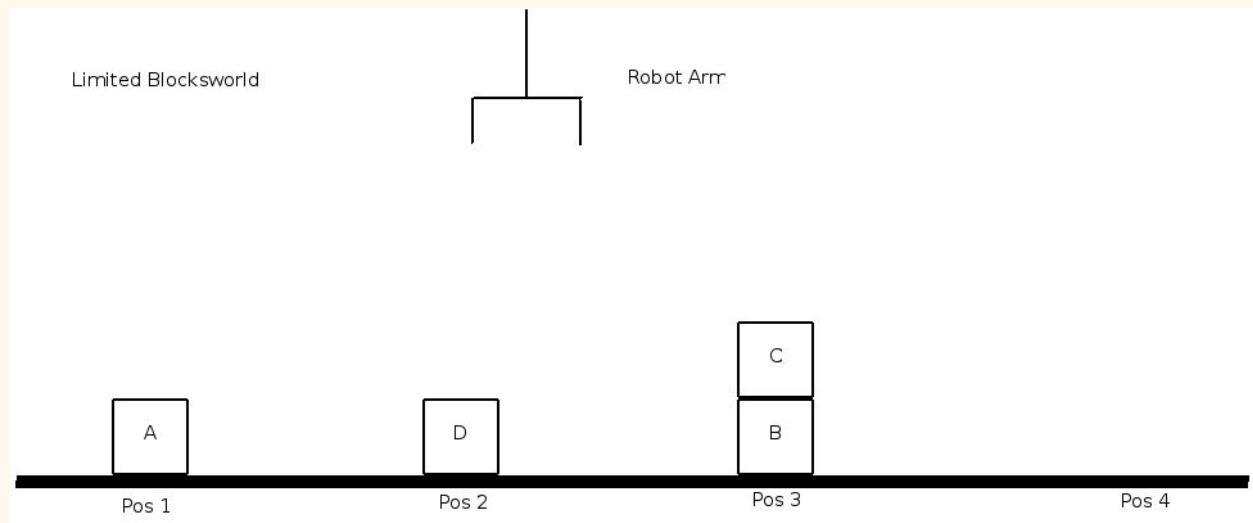 Limited Blocksworld
Robot Arm
C
A
D
B
Pos 1
Pos 2
Pos 3
Pos 4